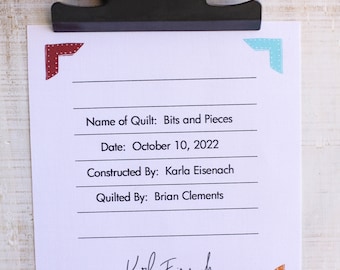 Name of Quilt: Bits and Pieces
Date: October 10, 2022
Constructed By: Karla Eisenach
Quilted By: Brian Clements